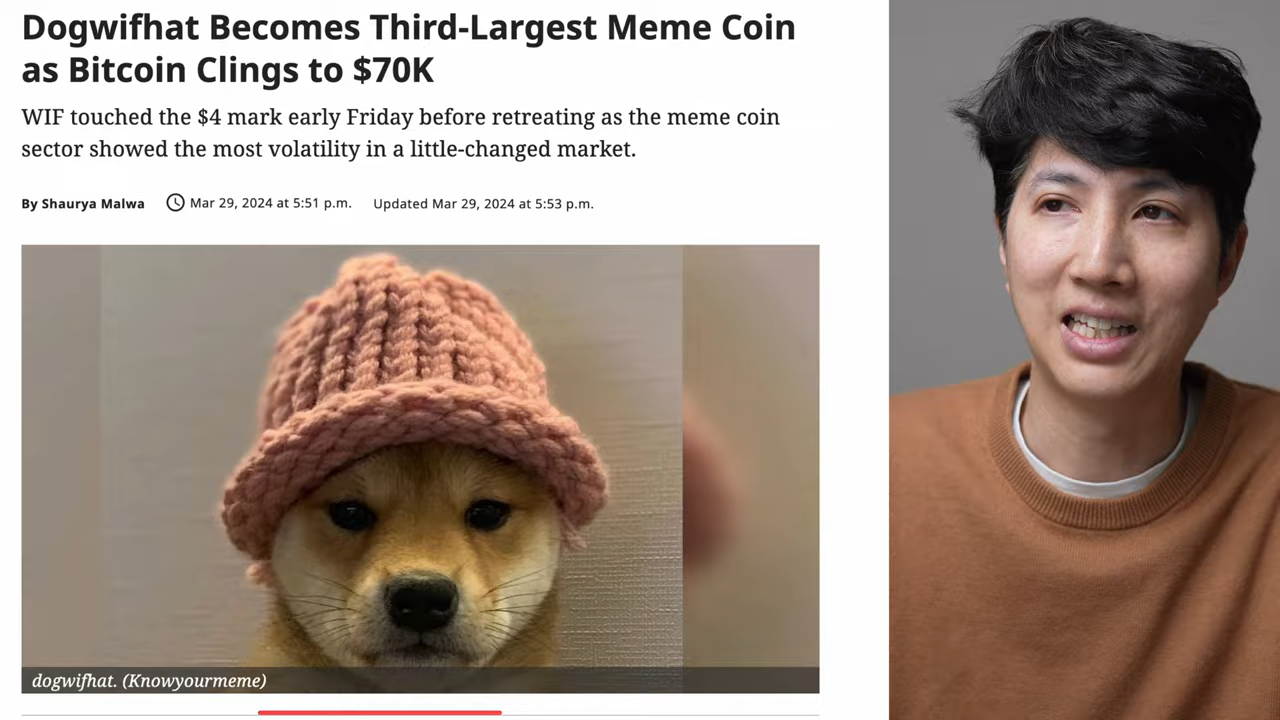 Dogwifhat Becomes Third-Largest Meme Coin
as Bitcoin Clings to $70K
WIF touched the $4 mark early Friday before retreating as the meme coin
sector showed the most volatility in a little-changed market.
By Shaurya Malwa Mar 29, 2024 at 5:51 p.m. Updated Mar 29, 2024 at 5:53 p.m.
dogwifhat. (Knowyourmeme)